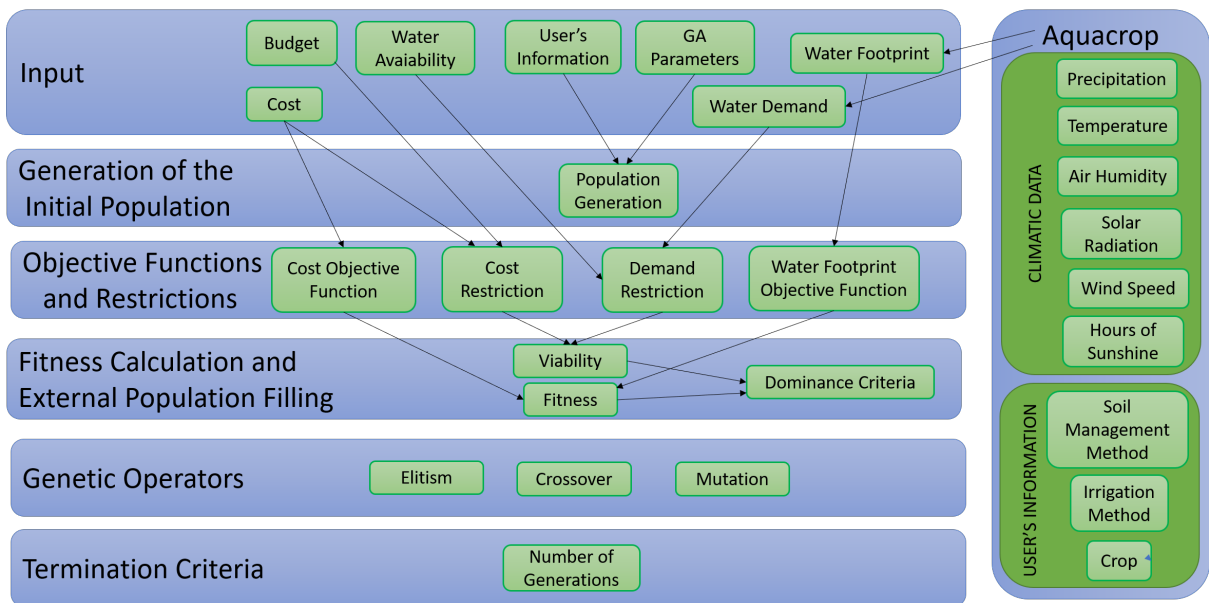 Input
Budget
Water
Avaiability
User's
Information
GA
Parameters
Water Footprint
Cost
Water Demand
Generation of the
Initial Population
Population
Generation
Objective Functions
and Restrictions
Cost Objective
Function
Cost
Restriction
Demand
Restriction
Water Footprint
Objective Function
Fitness Calculation and
External Population Filling
Viability
Fitness
Dominance Criteria
Genetic Operators
Elitism
Crossover
Mutation
Termination Criteria
Number of
Generations
Aquacrop
CLIMATIC DATA
Precipitation
Temperature
Air Humidity
Solar
Radiation
Wind Speed
Hours of
Sunshine
USER'S INFORMATION
Soil
Management
Method
Irrigation
Method
Crop